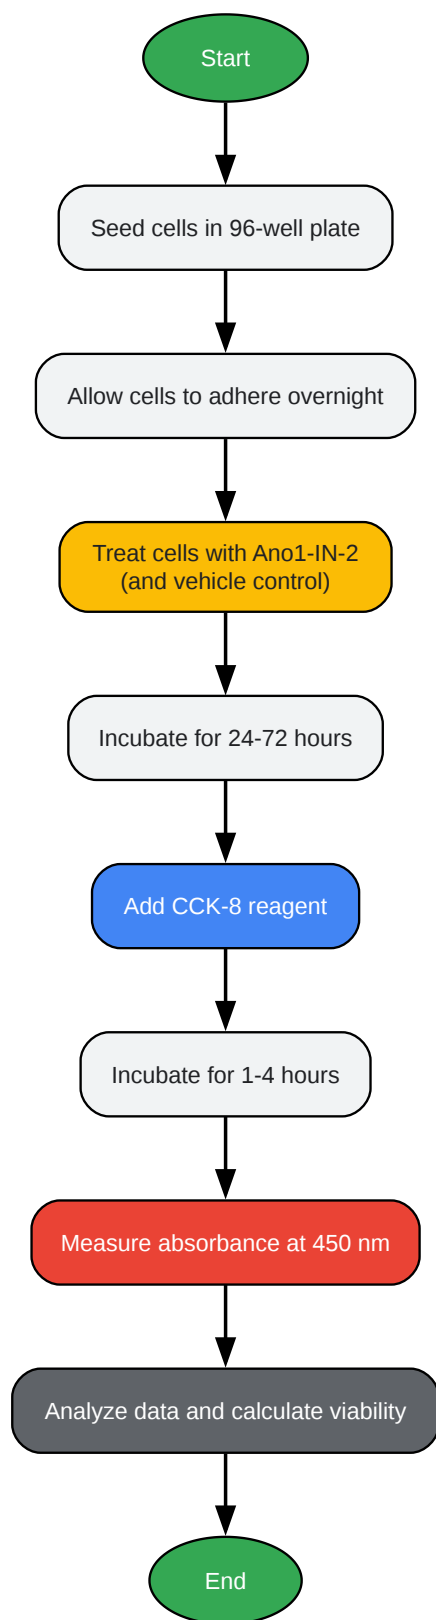 Start
Seed cells in 96-well plate
Allow cells to adhere overnight
Treat cells with Ano1-IN-2
(and vehicle control)
Incubate for 24-72 hours
Add CCK-8 reagent
Incubate for 1-4 hours
Measure absorbance at 450 nm
Analyze data and calculate viability
End